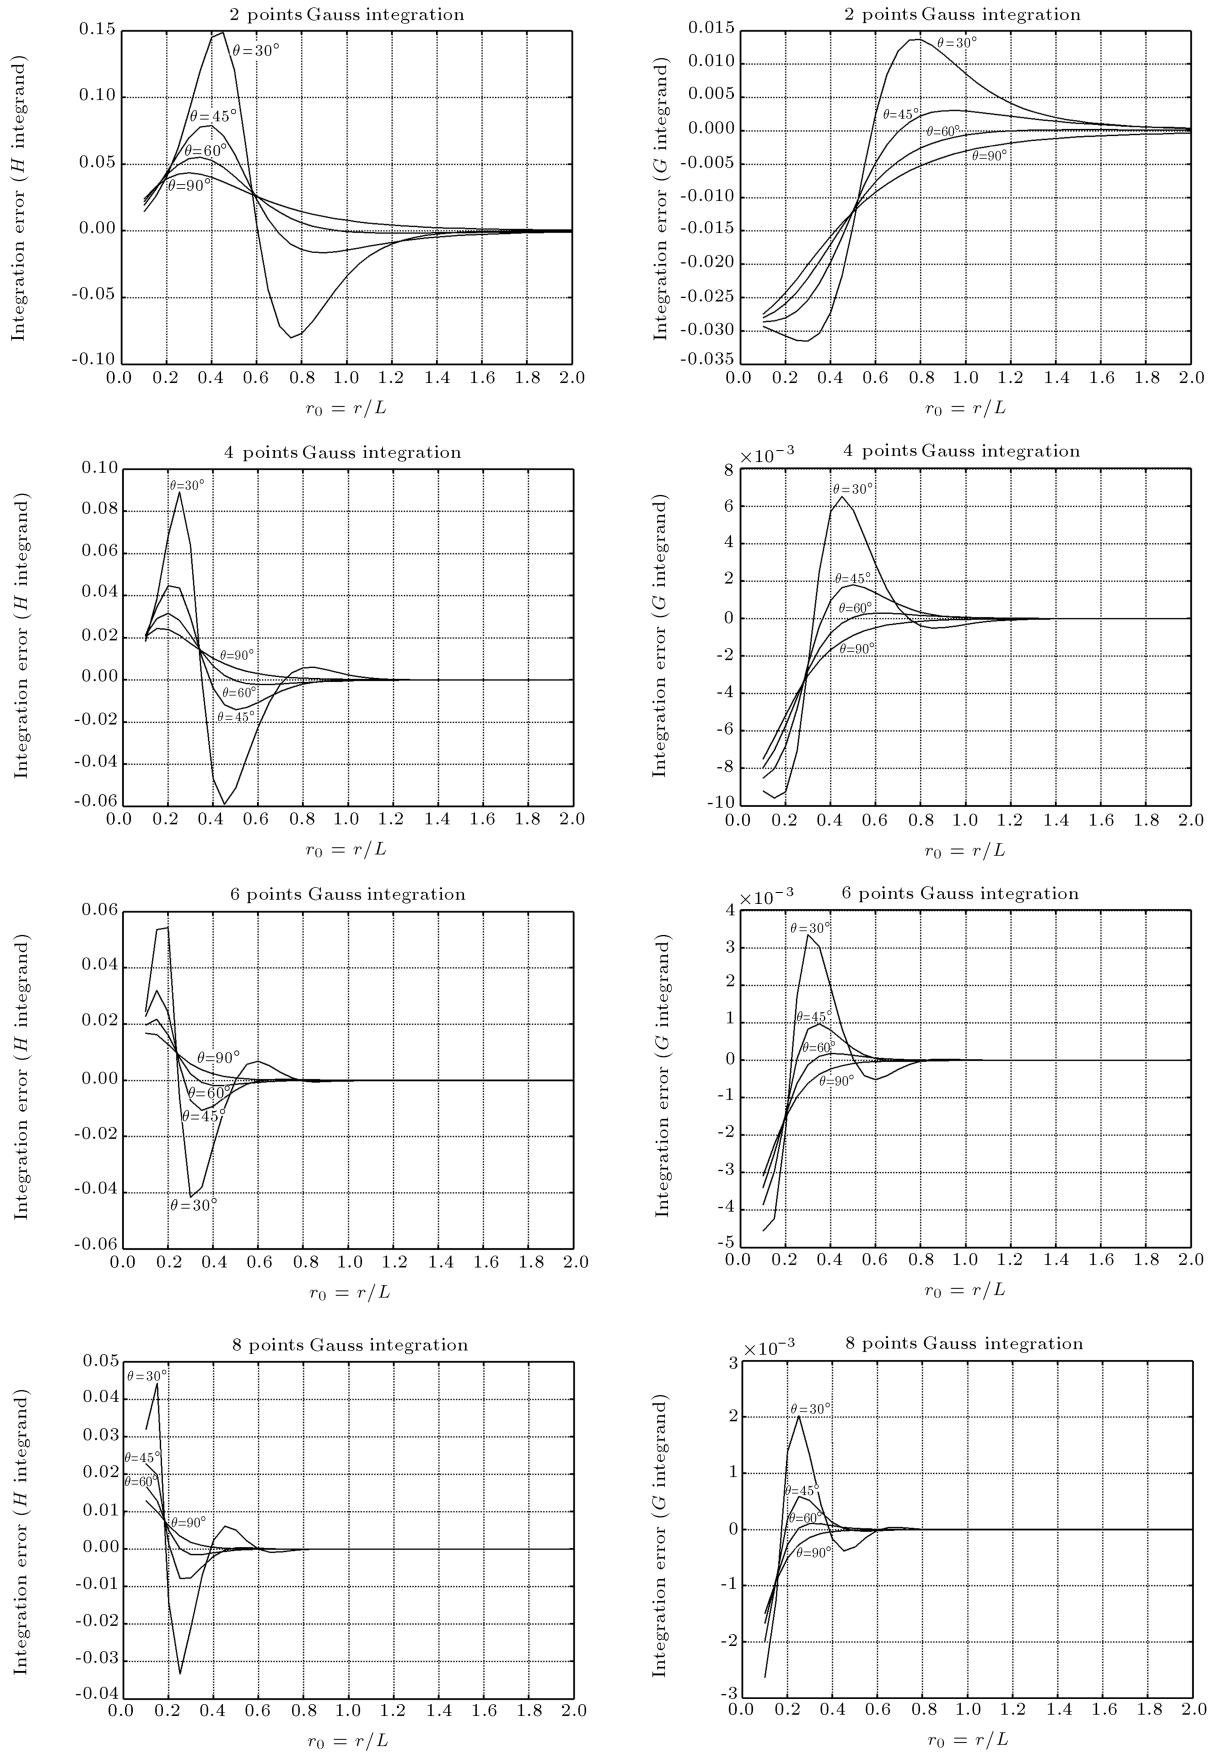 2 points Gauss integration
Integration error (H integrand)
0.15
0.10
0.05
0.00
-0.05
-0.10
θ=30°
θ=45°
θ=60°
θ=90°
0.0 0.2 0.4 0.6 0.8 1.0 1.2 1.4 1.6 1.8 2.0
r0 = r/L
2 points Gauss integration
Integration error (G integrand)
0.015
0.010
0.005
0.000
-0.005
-0.010
-0.015
-0.020
-0.025
-0.030
-0.035
θ=30°
θ=45°
θ=60°
θ=90°
0.0 0.2 0.4 0.6 0.8 1.0 1.2 1.4 1.6 1.8 2.0
r0 = r/L
4 points Gauss integration
Integration error (H integrand)
0.10
0.08
0.06
0.04
0.02
0.00
-0.02
-0.04
-0.06
θ=30°
θ=90°
θ=60°
θ=45°
0.0 0.2 0.4 0.6 0.8 1.0 1.2 1.4 1.6 1.8 2.0
r0 = r/L
×10−3 4 points Gauss integration
Integration error (G integrand)
8
6
4
2
0
-2
-4
-6
-8
-10
θ=30°
θ=45°
θ=60°
θ=90°
0.0 0.2 0.4 0.6 0.8 1.0 1.2 1.4 1.6 1.8 2.0
r0 = r/L
6 points Gauss integration
Integration error (H integrand)
0.06
0.04
0.02
0.00
-0.02
-0.04
-0.06
θ=90°
θ=60°
θ=45°
θ=30°
0.0 0.2 0.4 0.6 0.8 1.0 1.2 1.4 1.6 1.8 2.0
r0 = r/L
×10−3 6 points Gauss integration
Integration error (G integrand)
4
3
2
1
0
-1
-2
-3
-4
-5
θ=30°
θ=45°
θ=60°
θ=90°
0.0 0.2 0.4 0.6 0.8 1.0 1.2 1.4 1.6 1.8 2.0
r0 = r/L
8 points Gauss integration
Integration error (H integrand)
0.05
0.04
0.03
0.02
0.01
0.00
-0.01
-0.02
-0.03
-0.04
θ=30°
θ=45°
θ=60°
θ=90°
0.0 0.2 0.4 0.6 0.8 1.0 1.2 1.4 1.6 1.8 2.0
r0 = r/L
×10−3 8 points Gauss integration
Integration error (G integrand)
3
2
1
0
-1
-2
-3
θ=30°
θ=45°
θ=60°
θ=90°
0.0 0.2 0.4 0.6 0.8 1.0 1.2 1.4 1.6 1.8 2.0
r0 = r/L